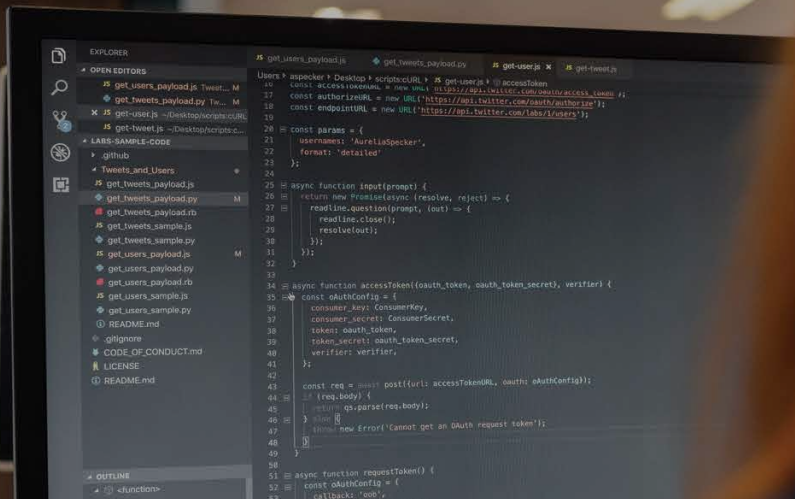 EXPLORER
OPEN EDITORS
JS get_users_payload.js Tweet... M
get_tweets_payload.py Tw... M
JS get-user.js ~/Desktop/scripts:cURL
JS get-tweet.js ~/Desktop/scripts:c...
LABS-SAMPLE-CODE
.github
Tweets_and_Users
JS get_tweets_payload.js
get_tweets_payload.py M
get_tweets_payload.rb
JS get_tweets_sample.js
get_tweets_sample.py
JS get_users_payload.js M
get_users_payload.py
get_users_payload.rb
JS get_users_sample.js
get_users_sample.py
README.md
.gitignore
CODE_OF_CONDUCT.md
LICENSE
README.md
OUTLINE
<function>
JS get_users_payload.js get_tweets_payload.py JS get-user.js JS get-tweet.js
Users aspecker Desktop scripts:cURL JS get-user.js accessToken
16 const accessTokenURL = new URL('https://api.twitter.com/oauth/access_token');
17 const authorizeURL = new URL('https://api.twitter.com/oauth/authorize');
18 const endpointURL = new URL('https://api.twitter.com/labs/1/users');
19
20 const params = {
21 usernames: 'AureliaSpecker',
22 format: 'detailed'
23 };
24
25 async function input(prompt) {
26 return new Promise(async (resolve, reject) => {
27 readline.question(prompt, (out) => {
28 readline.close();
29 resolve(out);
30 });
31 });
32 }
33
34 async function accessToken({oauth_token, oauth_token_secret}, verifier) {
35 const oAuthConfig = {
36 consumer_key: ConsumerKey,
37 consumer_secret: ConsumerSecret,
38 token: oauth_token,
39 token_secret: oauth_token_secret,
40 verifier: verifier,
41 };
42
43 const req = await post({url: accessTokenURL, oauth: oAuthConfig});
44 if (req.body) {
45 return qs.parse(req.body);
46 } else {
47 throw new Error('Cannot get an OAuth request token');
48 }
49 }
50
51 async function requestToken() {
52 const oAuthConfig = {
53 callback: 'oob',